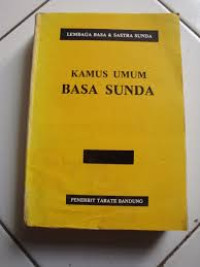 LEMBAGA BASA & SASTRA SUNDA
KAMUS UMUM
BASA SUNDA
PENERBIT TARATE BANDUNG